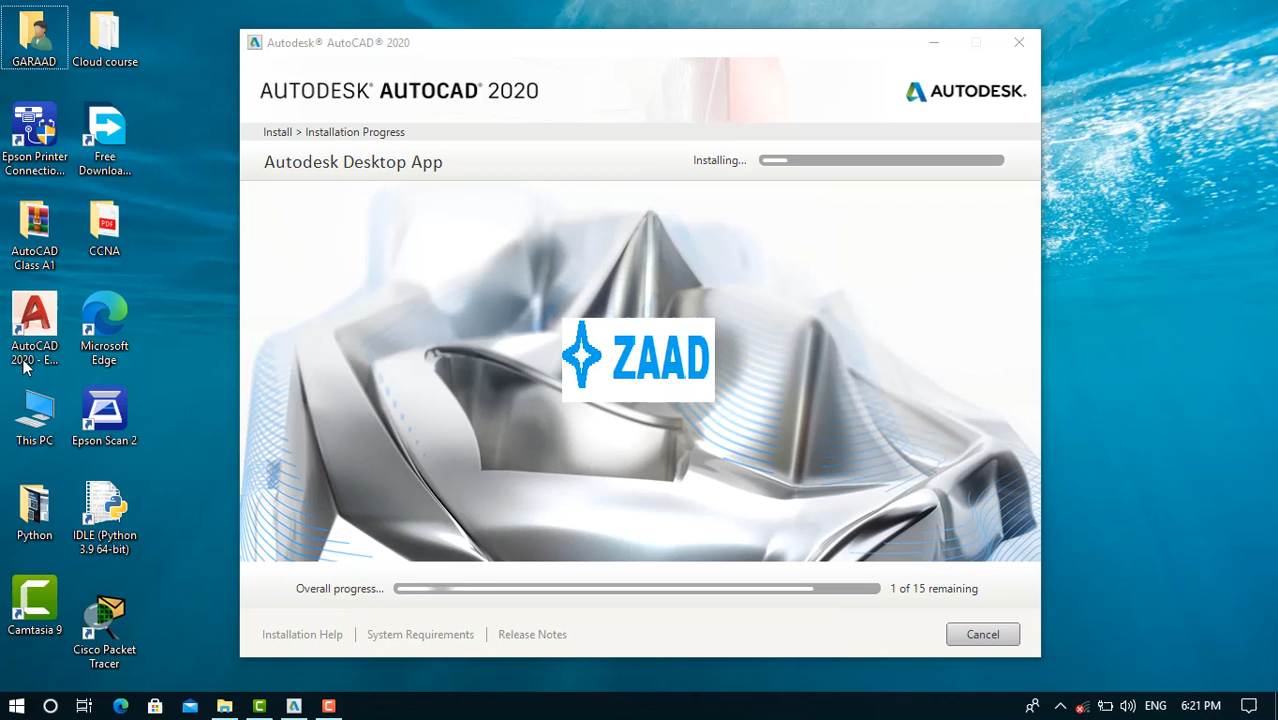 GARAAD
Cloud course
Epson Printer
Connectio...
Free
Downloa...
AutoCAD
Class A1
CCNA
PDF
AutoCAD
2020 - E...
Microsoft
Edge
This PC
Epson Scan 2
Python
IDLE (Python
3.9 64-bit)
Camtasia 9
Cisco Packet
Tracer
Autodesk® AutoCAD® 2020
AUTODESK® AUTOCAD® 2020
AUTODESK.
Install > Installation Progress
Autodesk Desktop App
Installing...
ZAAD
Overall progress...
1 of 15 remaining
Installation Help
System Requirements
Release Notes
Cancel
ENG
6:21 PM